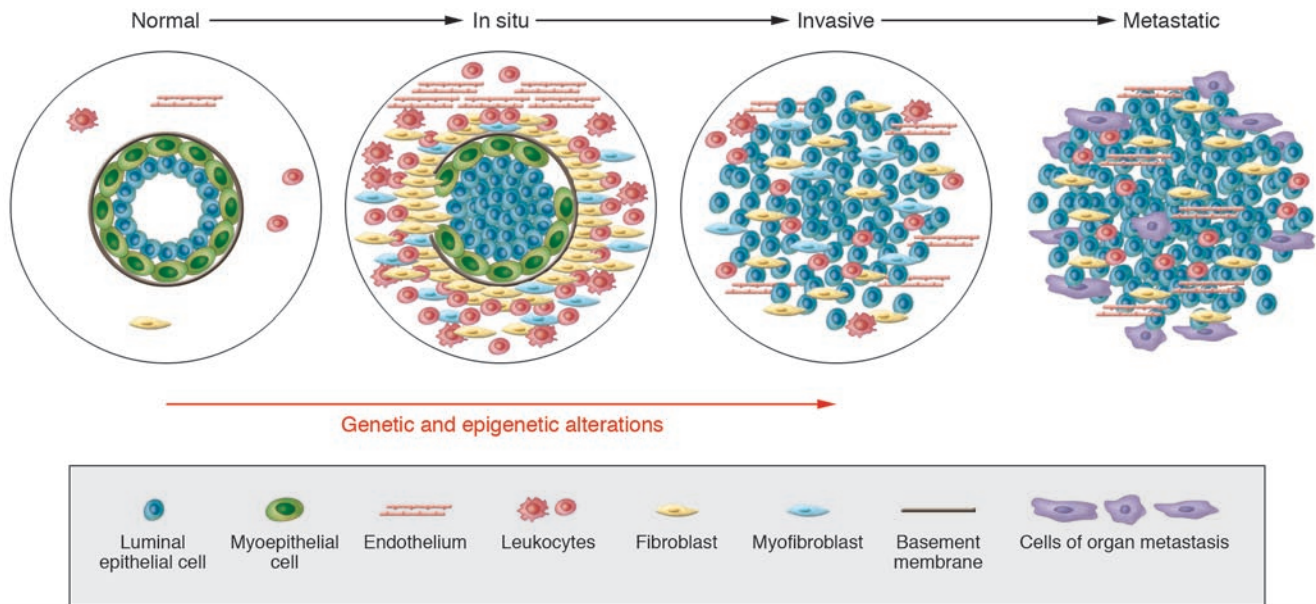 Normal
In situ
Invasive
Metastatic
Genetic and epigenetic alterations
Luminal
epithelial cell
Myoepithelial
cell
Endothelium
Leukocytes
Fibroblast
Myofibroblast
Basement
membrane
Cells of organ metastasis